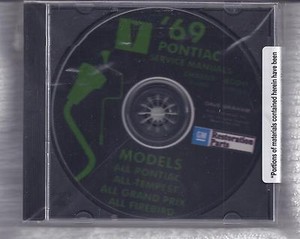 '69
PONTIAC
SERVICE MANUALS
MODELS
ALL PONTIAC
ALL TEMPEST
ALL GRAND PRIX
ALL FIREBIRD
GM
Restoration
Parts
*Portions of materials contained herein have been